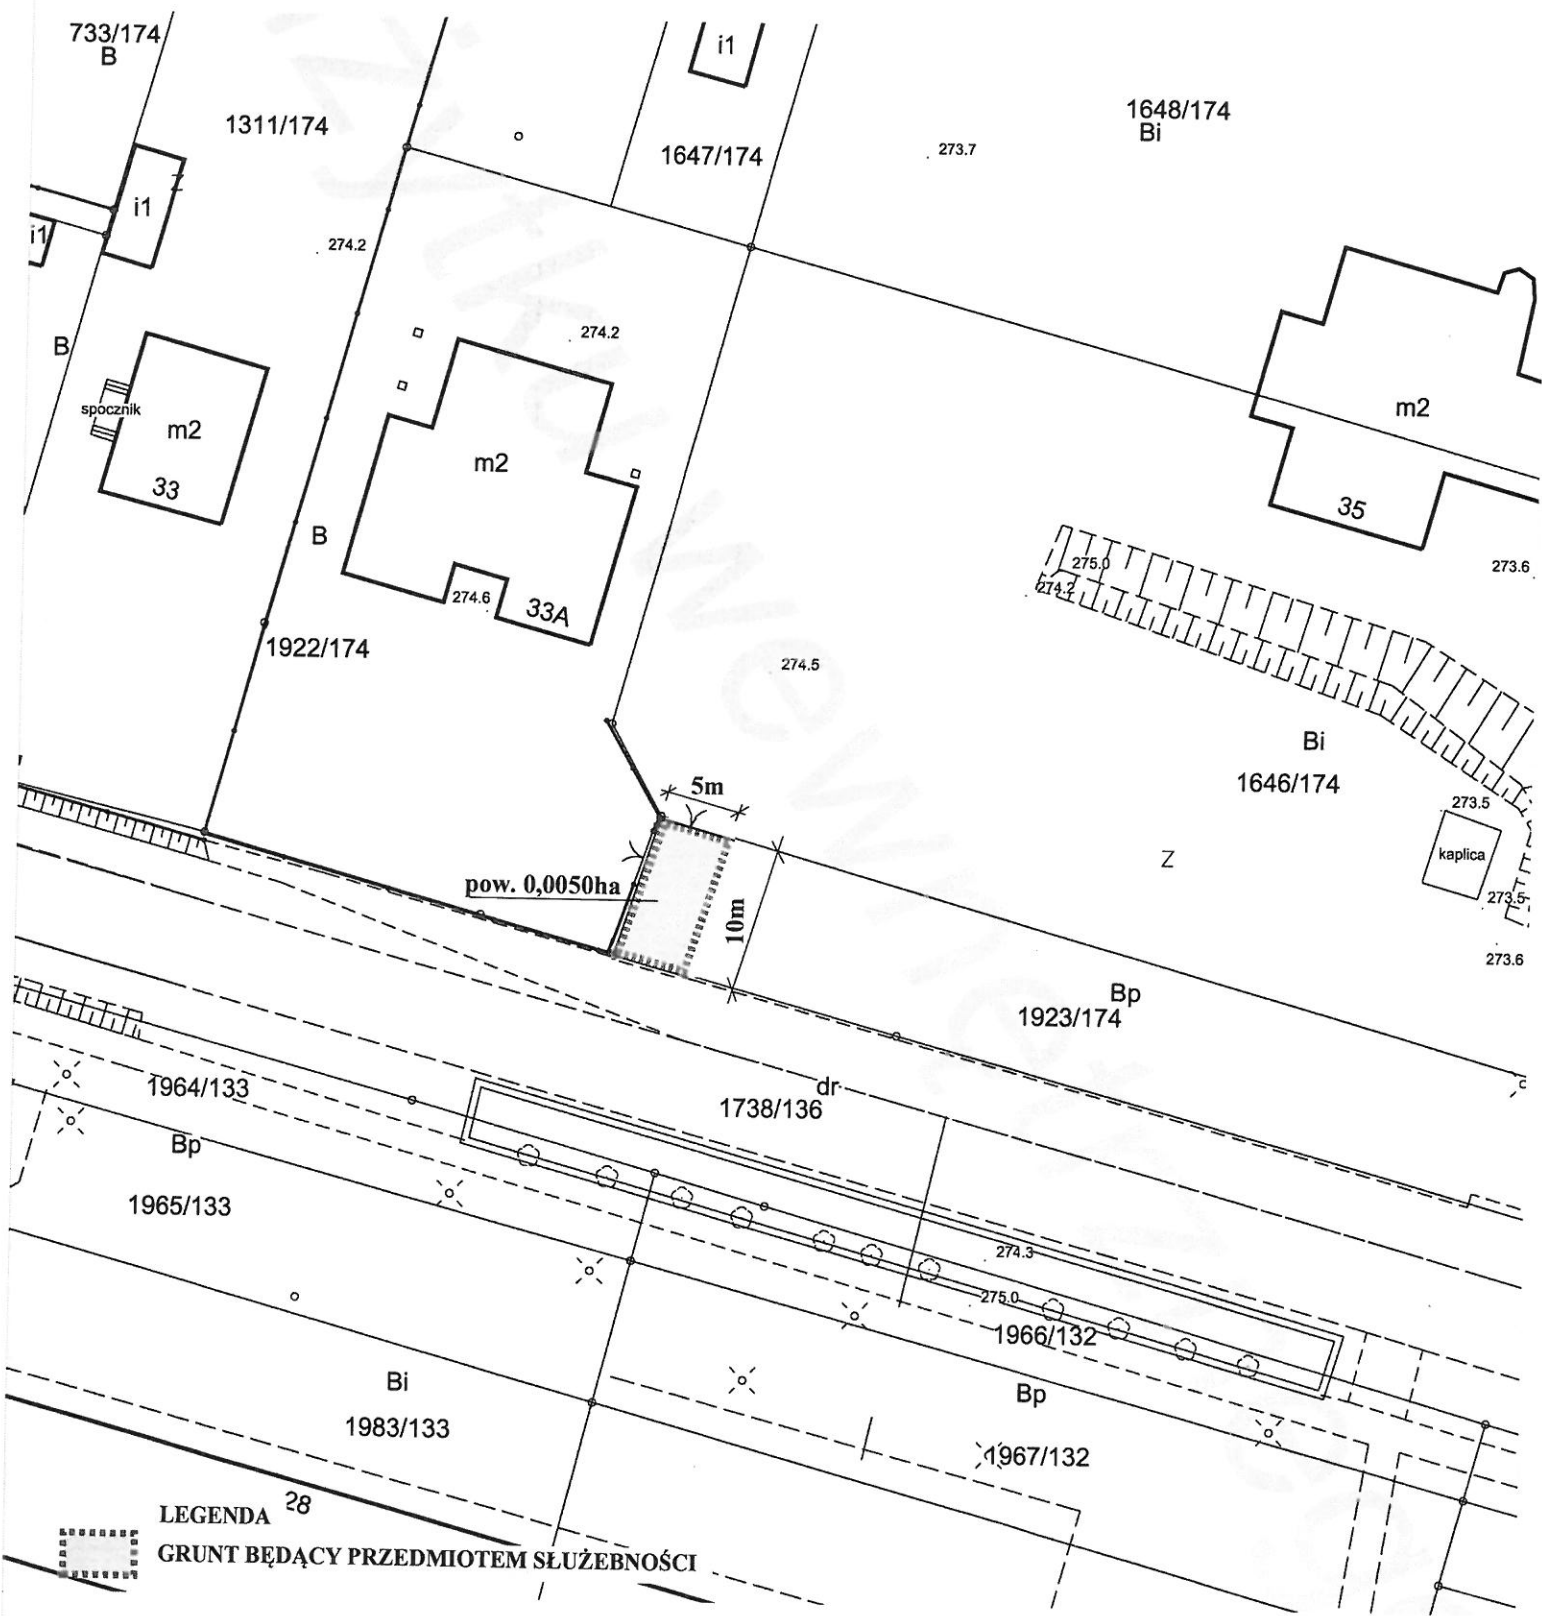 733/174
B
i1
1311/174
1648/174
Bi
1647/174
273.7
Z
i1
i1
274.2
B
274.2
spocznik
m2
m2
m2
33
35
B
275.0
274.2
273.6
274.6
33A
1922/174
274.5
Bi
1646/174
5m
273.5
kaplica
Z
pow. 0,0050ha
273.5
10m
273.6
Bp
1923/174
dr
1964/133
1738/136
Bp
1965/133
274.3
275.0
1966/132
Bi
Bp
1983/133
1967/132
28
LEGENDA
GRUNT BĘDĄCY PRZEDMIOTEM SŁUŻEBNOŚCI